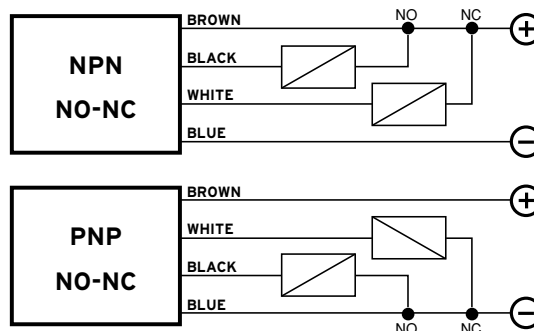 BROWN
NO
NC
NPN
NO-NC
BLACK
WHITE
BLUE
+
−
BROWN
PNP
NO-NC
WHITE
BLACK
BLUE
+
−
NO
NC